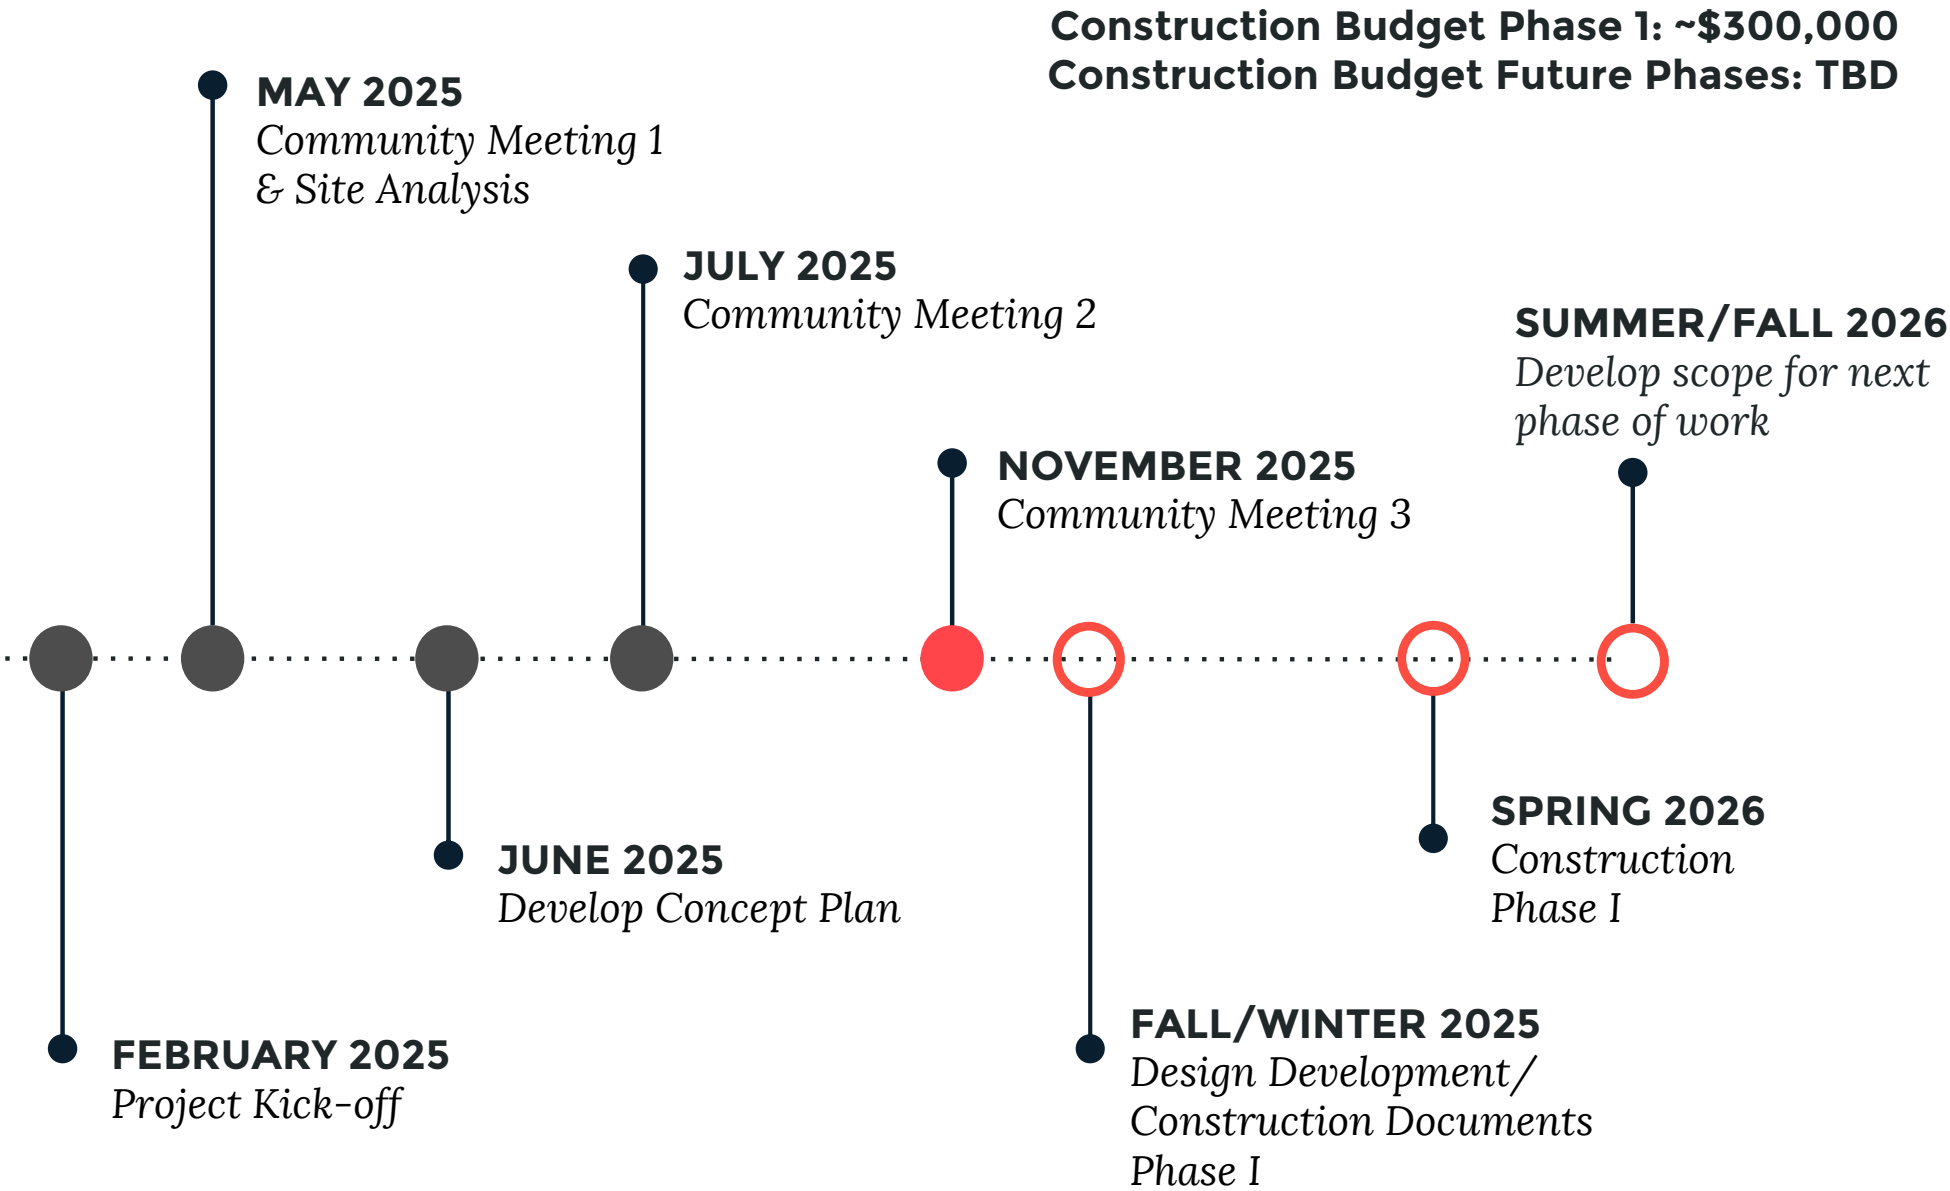 Construction Budget Phase 1: ~$300,000
Construction Budget Future Phases: TBD
MAY 2025
Community Meeting 1
& Site Analysis
JULY 2025
Community Meeting 2
SUMMER/FALL 2026
Develop scope for next
phase of work
NOVEMBER 2025
Community Meeting 3
SPRING 2026
Construction
Phase I
JUNE 2025
Develop Concept Plan
FALL/WINTER 2025
Design Development/
Construction Documents
Phase I
FEBRUARY 2025
Project Kick-off